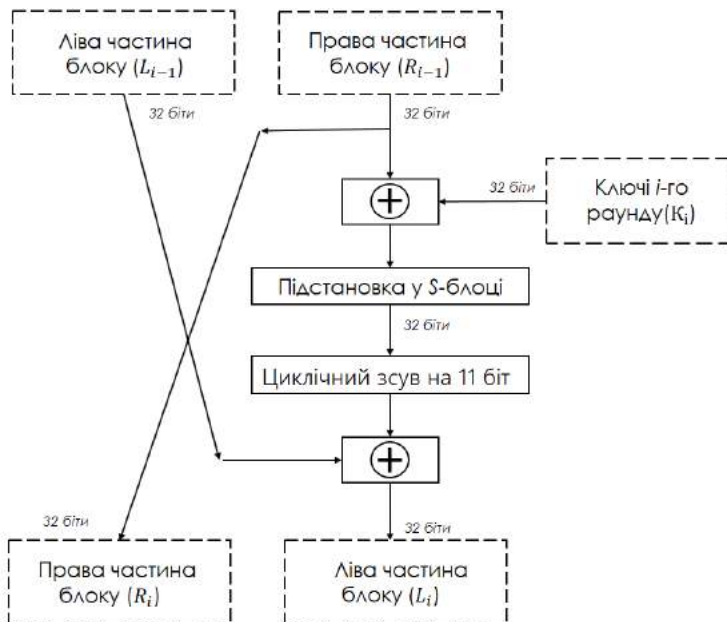 Ліва частина
блоку (L_{i−1})
Права частина
блоку (R_{i−1})
32 біти
32 біти
32 біти
Ключі i-го
раунду(K_i)
Підстановка у S-блоці
32 біти
Циклічний зсув на 11 біт
32 біти
32 біти
Права частина
блоку (R_i)
Ліва частина
блоку (L_i)